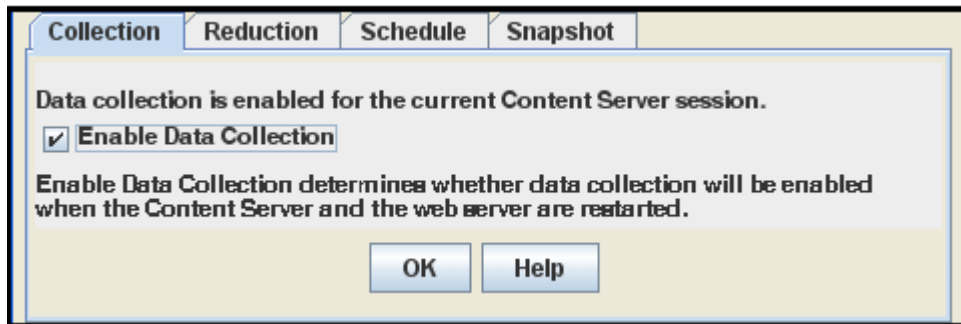 Collection Reduction Schedule Snapshot
Data collection is enabled for the current Content Server session.
Enable Data Collection
Enable Data Collection determines whether data collection will be enabled
when the Content Server and the web server are restarted.
OK Help